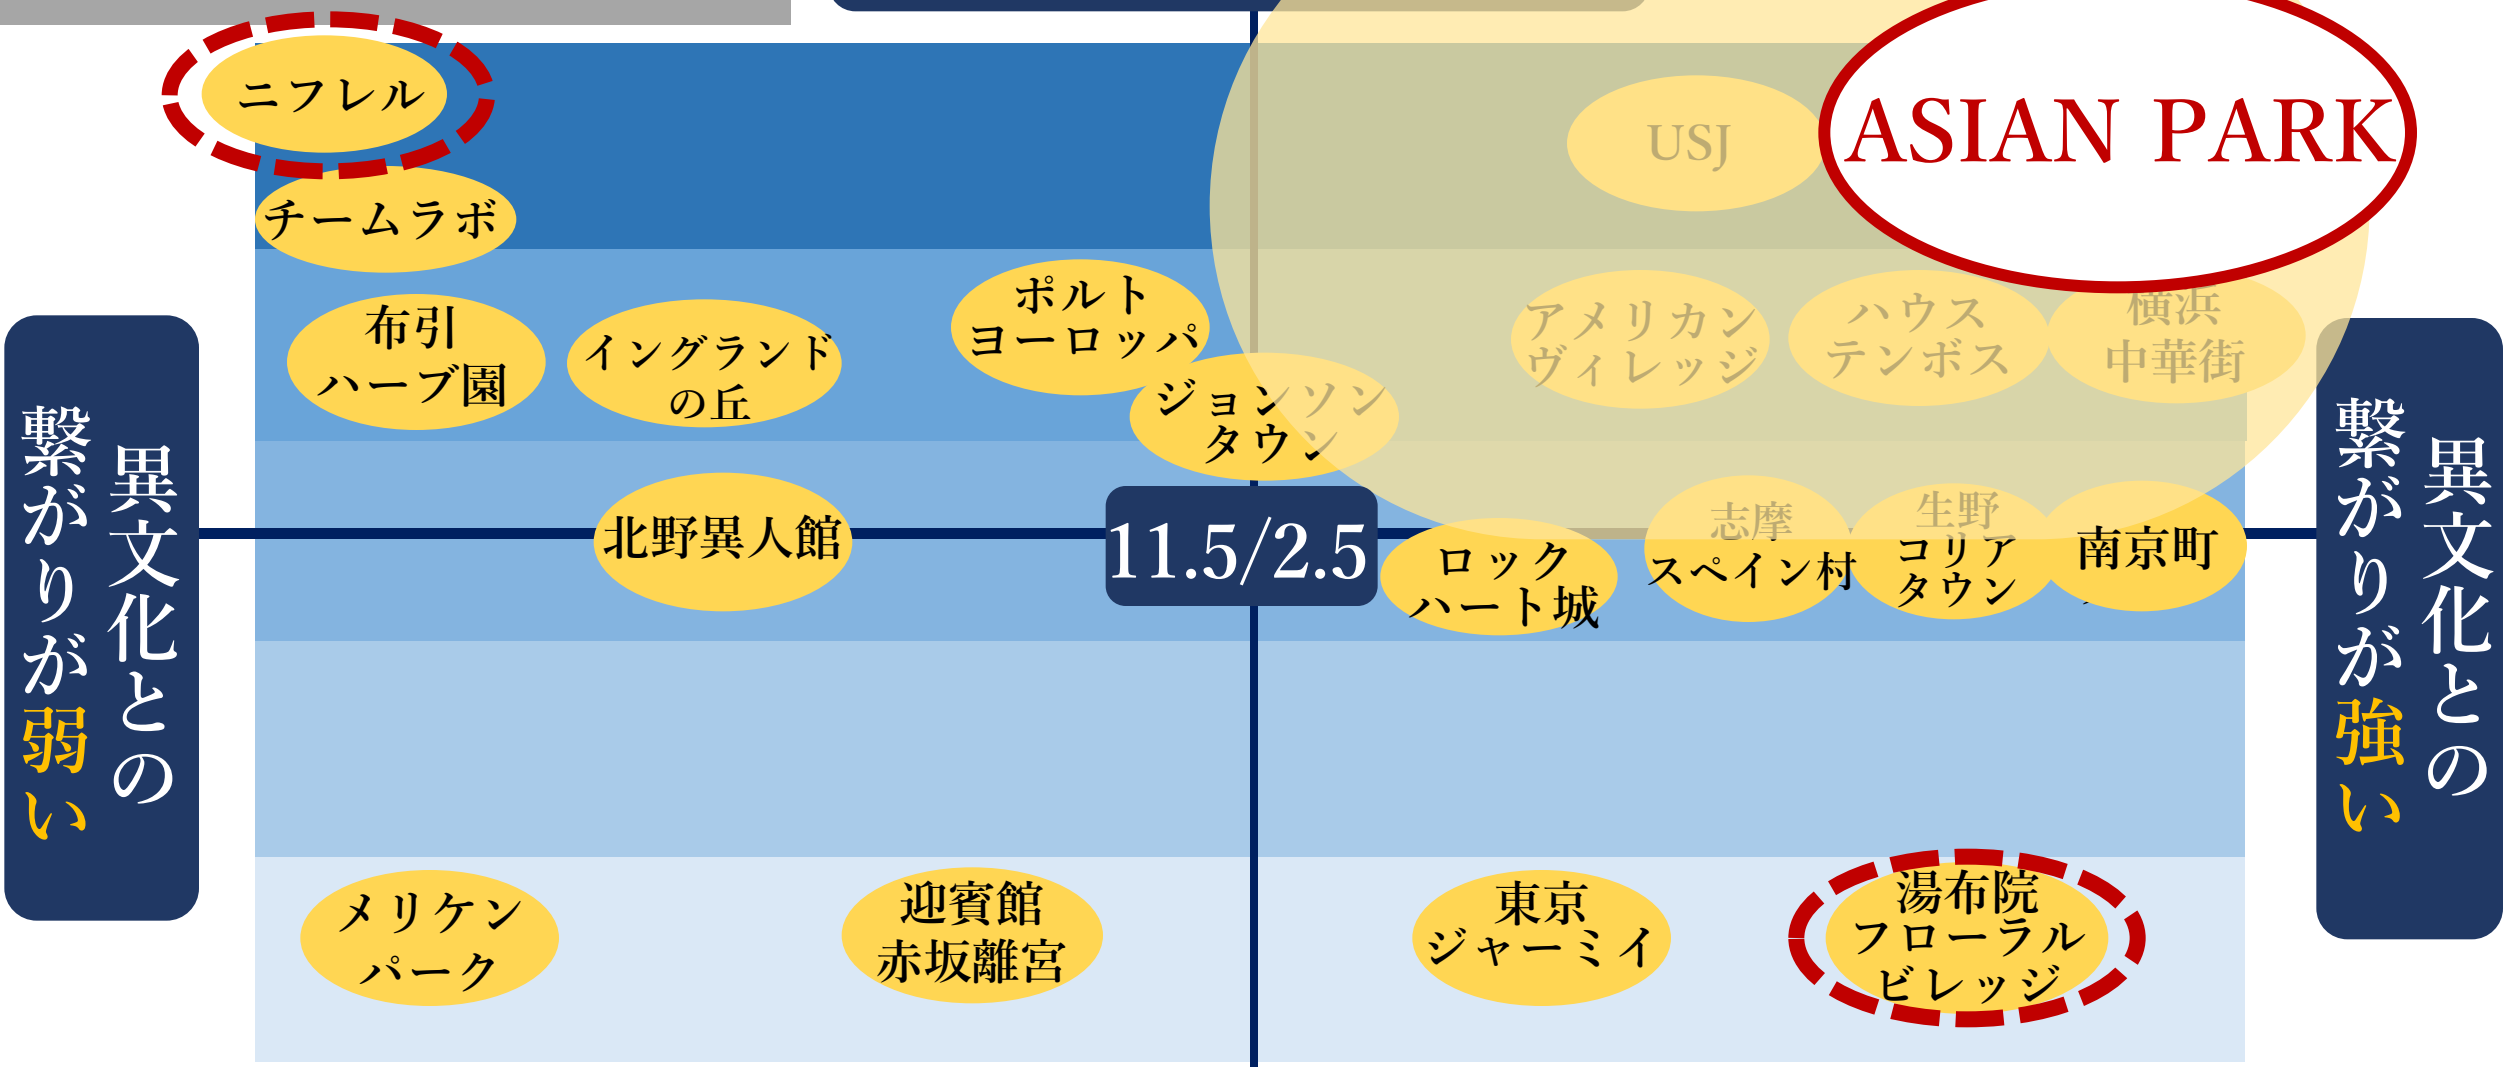 ニフレル
USJ
ASIAN PARK
チームラボ
布引
ハーブ園
イングランド
の丘
ポルト
ヨーロッパ
ジョンソン
タウン
アメリカン
ビレッジ
ハウス
テンボス
横浜
中華街
異文化との
繋がりが弱い
北野異人館
11.5/2.5
ロック
ハート城
志摩
スペイン村
生野
コリア
タウン
南京町
異文化との
繋がりが強い
メリケン
パーク
迎賓館
赤坂離宮
東京
ジャーミイ
湯布院
フローラル
ビレッジ